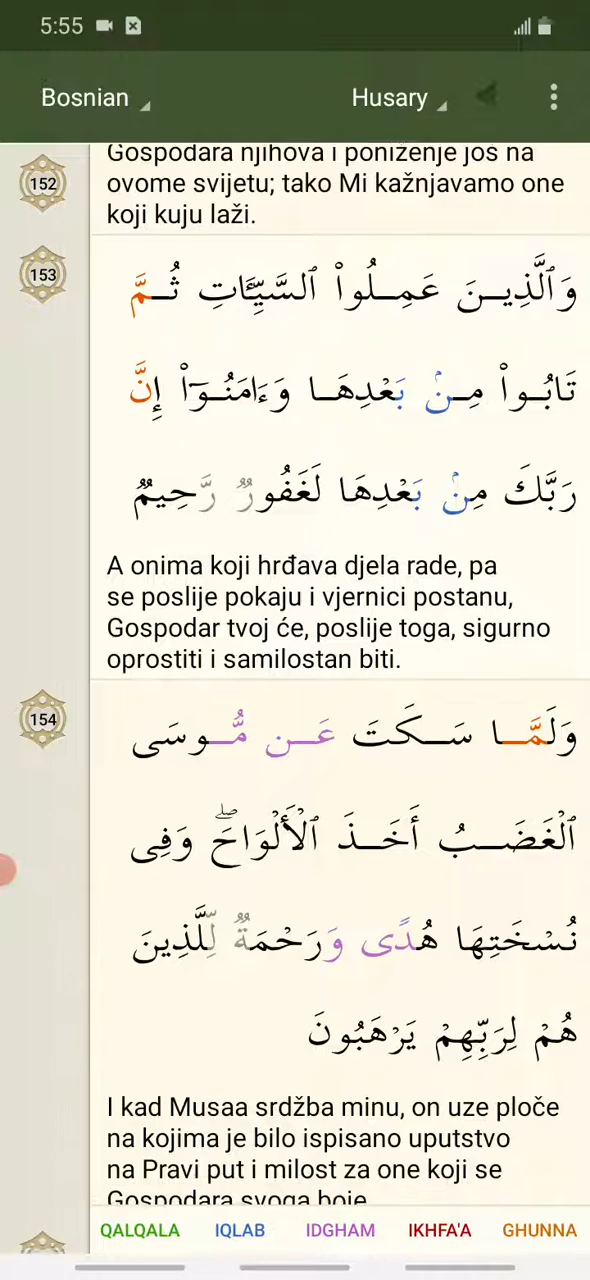 5:55
Bosnian
Husary
Gospodara njihova i poniženje još na
152
ovome svijetu; tako Mi kažnjavamo one
koji kuju laži.
153
وَٱلَّذِينَ عَمِلُوا۟ ٱلسَّيِّـَٔاتِ ثُمَّ
تَابُوا۟ مِنۢ بَعْدِهَا وَءَامَنُوٓا۟ إِنَّ
رَبَّكَ مِنۢ بَعْدِهَا لَغَفُورٌ رَّحِيمٌ
A onima koji hrđava djela rade, pa
se poslije pokaju i vjernici postanu,
Gospodar tvoj će, poslije toga, sigurno
oprostiti i samilostan biti.
154
وَلَمَّا سَكَتَ عَن مُّوسَى
ٱلْغَضَبُ أَخَذَ ٱلْأَلْوَاحَ ۖ وَفِى
نُسْخَتِهَا هُدًى وَرَحْمَةٌ لِّلَّذِينَ
هُمْ لِرَبِّهِمْ يَرْهَبُونَ
I kad Musaa srdžba minu, on uze ploče
na kojima je bilo ispisano uputstvo
na Pravi put i milost za one koji se
Gospodara svoga boje
QALQALA IQLAB IDGHAM IKHFA'A GHUNNA